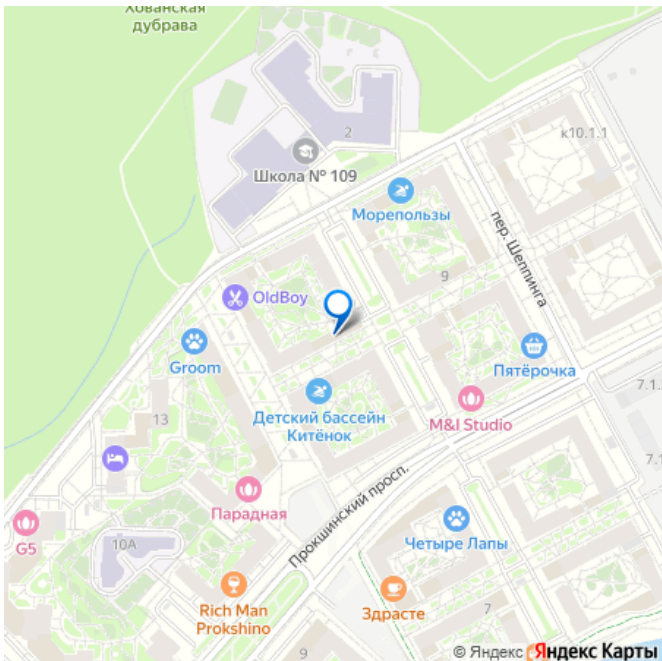 Хованская
дубрава
2
к10.1.1
Школа № 109
Морепользы
пер. Шеппинга
9
OldBoy
Groom
Пятёрочка
Детский бассейн
Китёнок
7.1.
M&I Studio
13
Прокшинский просп.
7.1
Парадная
G5
10А
Четыре Лапы
Rich Man
Prokshino
Здрасте
7
9
© Яндекс Яндекс Карты